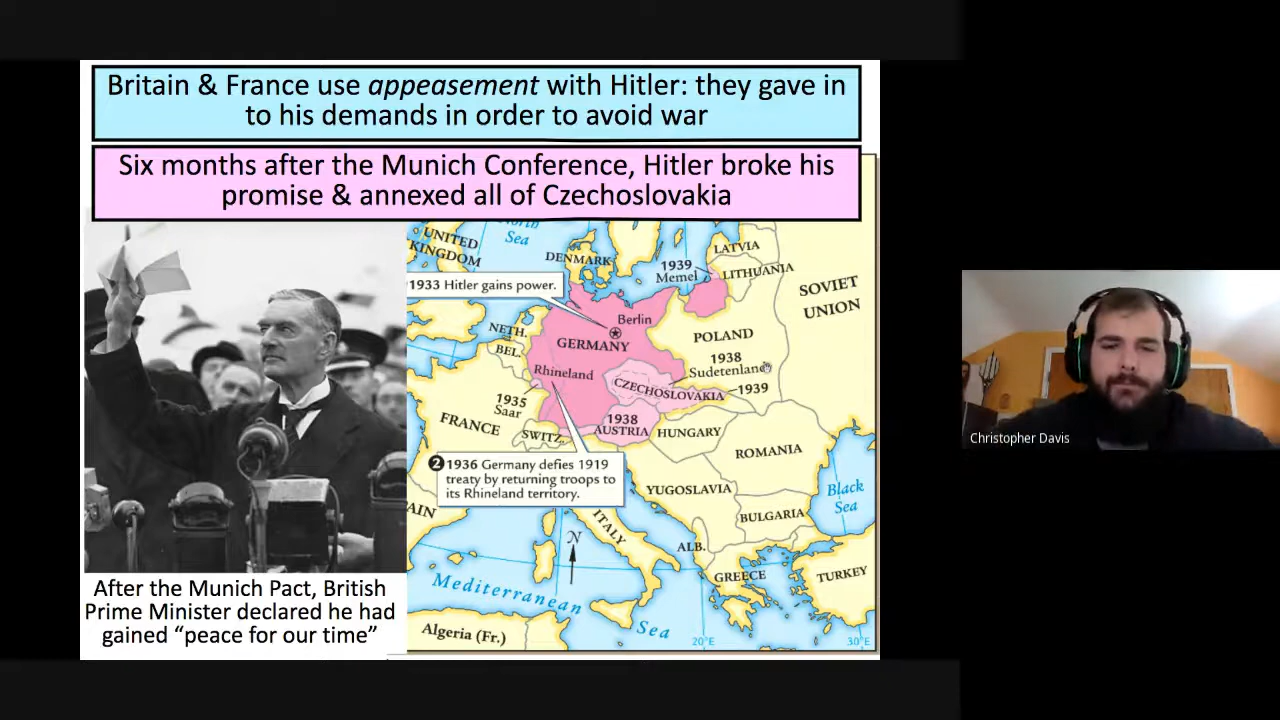 Britain & France use appeasement with Hitler: they gave in
to his demands in order to avoid war
Six months after the Munich Conference, Hitler broke his
promise & annexed all of Czechoslovakia
After the Munich Pact, British
Prime Minister declared he had
gained “peace for our time”
North
Sea
UNITED
KINGDOM
DENMARK
LATVIA
1939
Memel
LITHUANIA
SOVIET
UNION
1933 Hitler gains power.
Berlin
NETH.
GERMANY
POLAND
BEL.
1938
Sudetenland
Rhineland
CZECHOSLOVAKIA
1939
1935
Saar
FRANCE
1938
AUSTRIA
HUNGARY
SWITZ.
ROMANIA
2 1936 Germany defies 1919
treaty by returning troops to
its Rhineland territory.
YUGOSLAVIA
Black
Sea
AIN
ITALY
BULGARIA
N
ALB.
GREECE
TURKEY
Mediterranean
Sea
Algeria (Fr.)
20°E
30°E
Christopher Davis